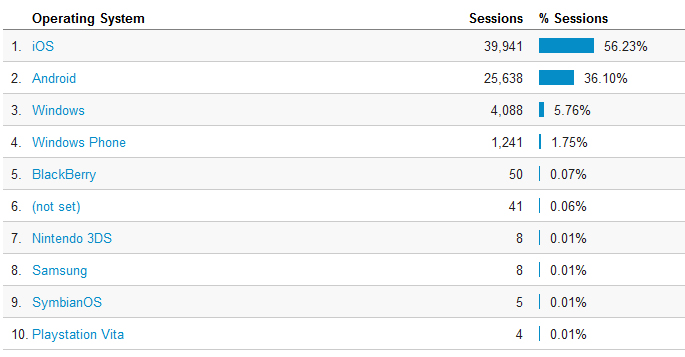 Operating System Sessions % Sessions
1. iOS 39,941 56.23%
2. Android 25,638 36.10%
3. Windows 4,088 5.76%
4. Windows Phone 1,241 1.75%
5. BlackBerry 50 0.07%
6. (not set) 41 0.06%
7. Nintendo 3DS 8 0.01%
8. Samsung 8 0.01%
9. SymbianOS 5 0.01%
10. Playstation Vita 4 0.01%